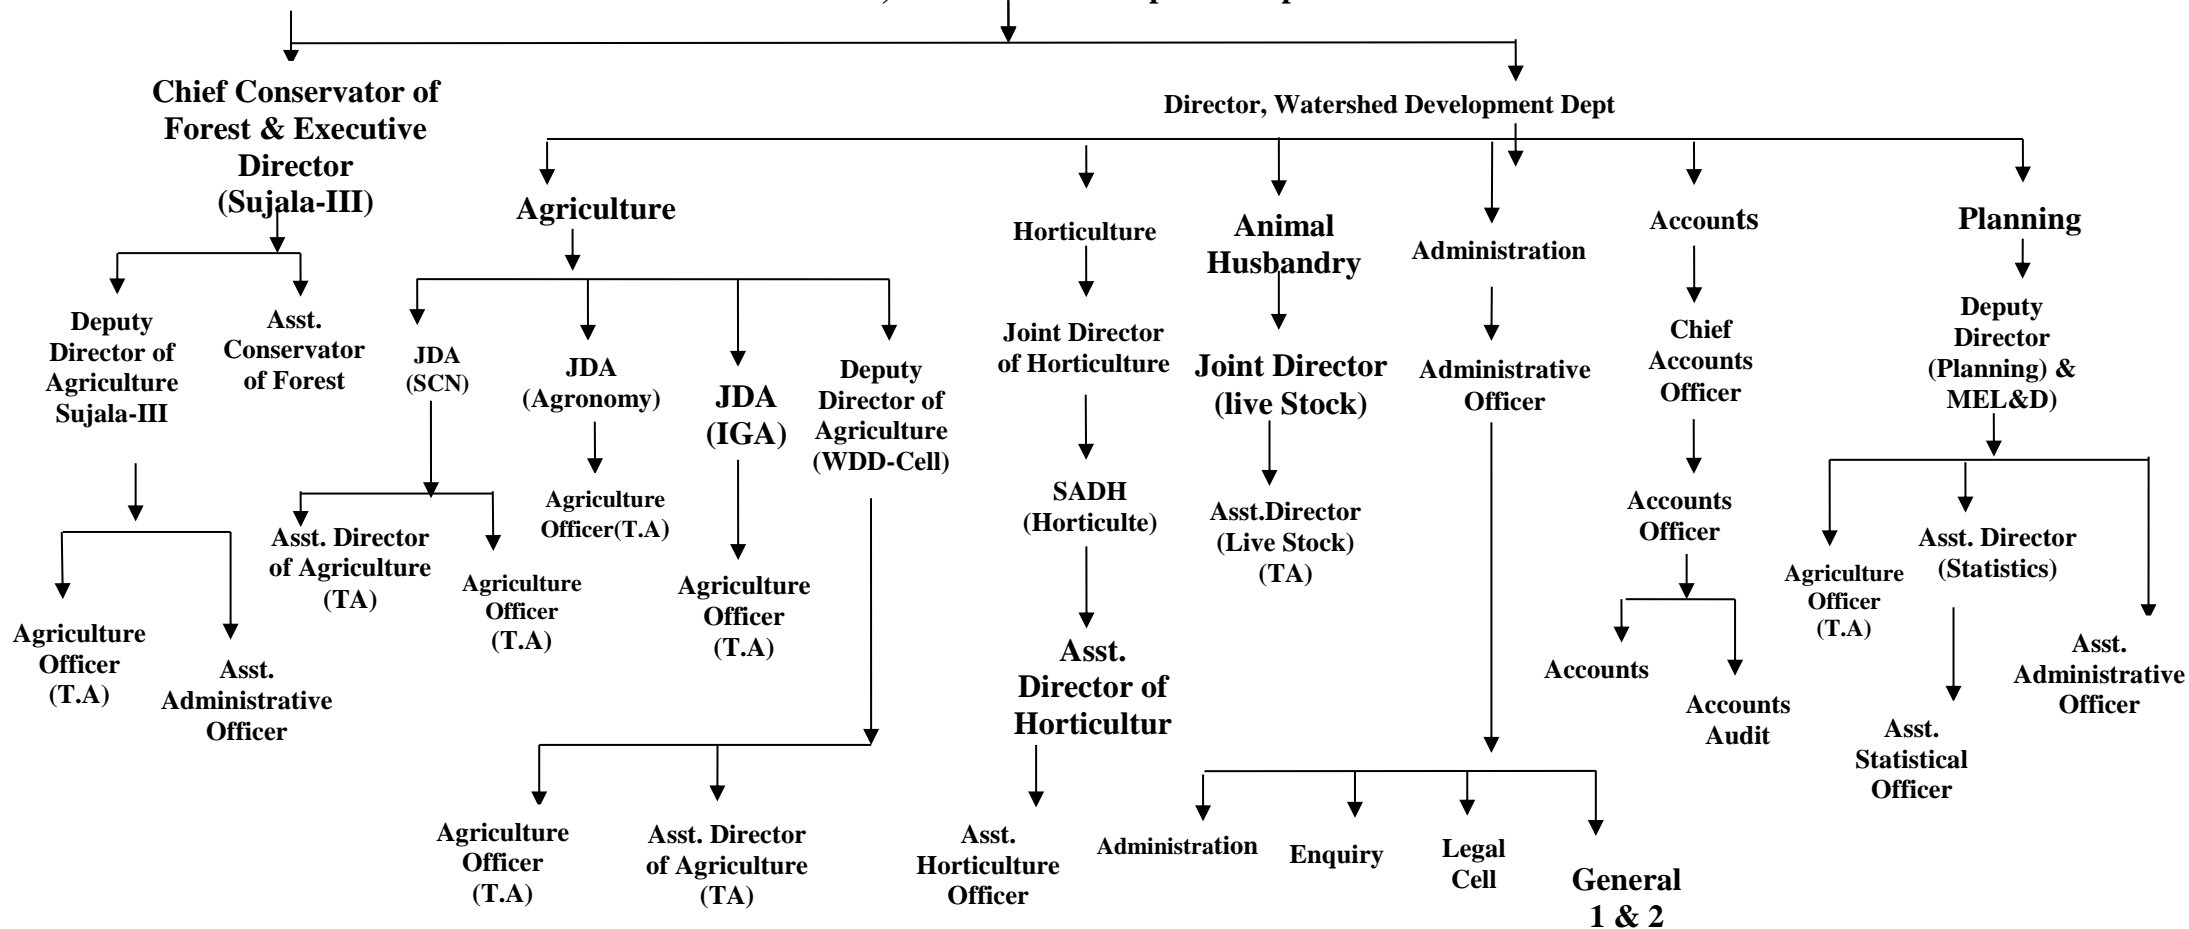 Chief Conservator of
Forest & Executive
Director
(Sujala-III)
Director, Watershed Development Dept
Agriculture
Horticulture
Animal
Husbandry
Administration
Accounts
Planning
Deputy
Director of
Agriculture
Sujala-III
Asst.
Conservator
of Forest
JDA
(SCN)
JDA
(Agronomy)
JDA
(IGA)
Deputy
Director of
Agriculture
(WDD-Cell)
Joint Director
of Horticulture
Joint Director
(live Stock)
Administrative
Officer
Chief
Accounts
Officer
Deputy
Director
(Planning) &
MEL&D)
Agriculture
Officer
(T.A)
Asst.
Administrative
Officer
Asst. Director
of Agriculture
(TA)
Agriculture
Officer
(T.A)
Agriculture
Officer(T.A)
Agriculture
Officer
(T.A)
SADH
(Horticulte)
Asst.Director
(Live Stock)
(TA)
Accounts
Officer
Agriculture
Officer
(T.A)
Asst. Director
(Statistics)
Asst.
Administrative
Officer
Asst.
Director of
Horticultur
Accounts
Accounts
Audit
Asst.
Statistical
Officer
Agriculture
Officer
(T.A)
Asst. Director
of Agriculture
(TA)
Asst.
Horticulture
Officer
Administration
Enquiry
Legal
Cell
General
1 & 2